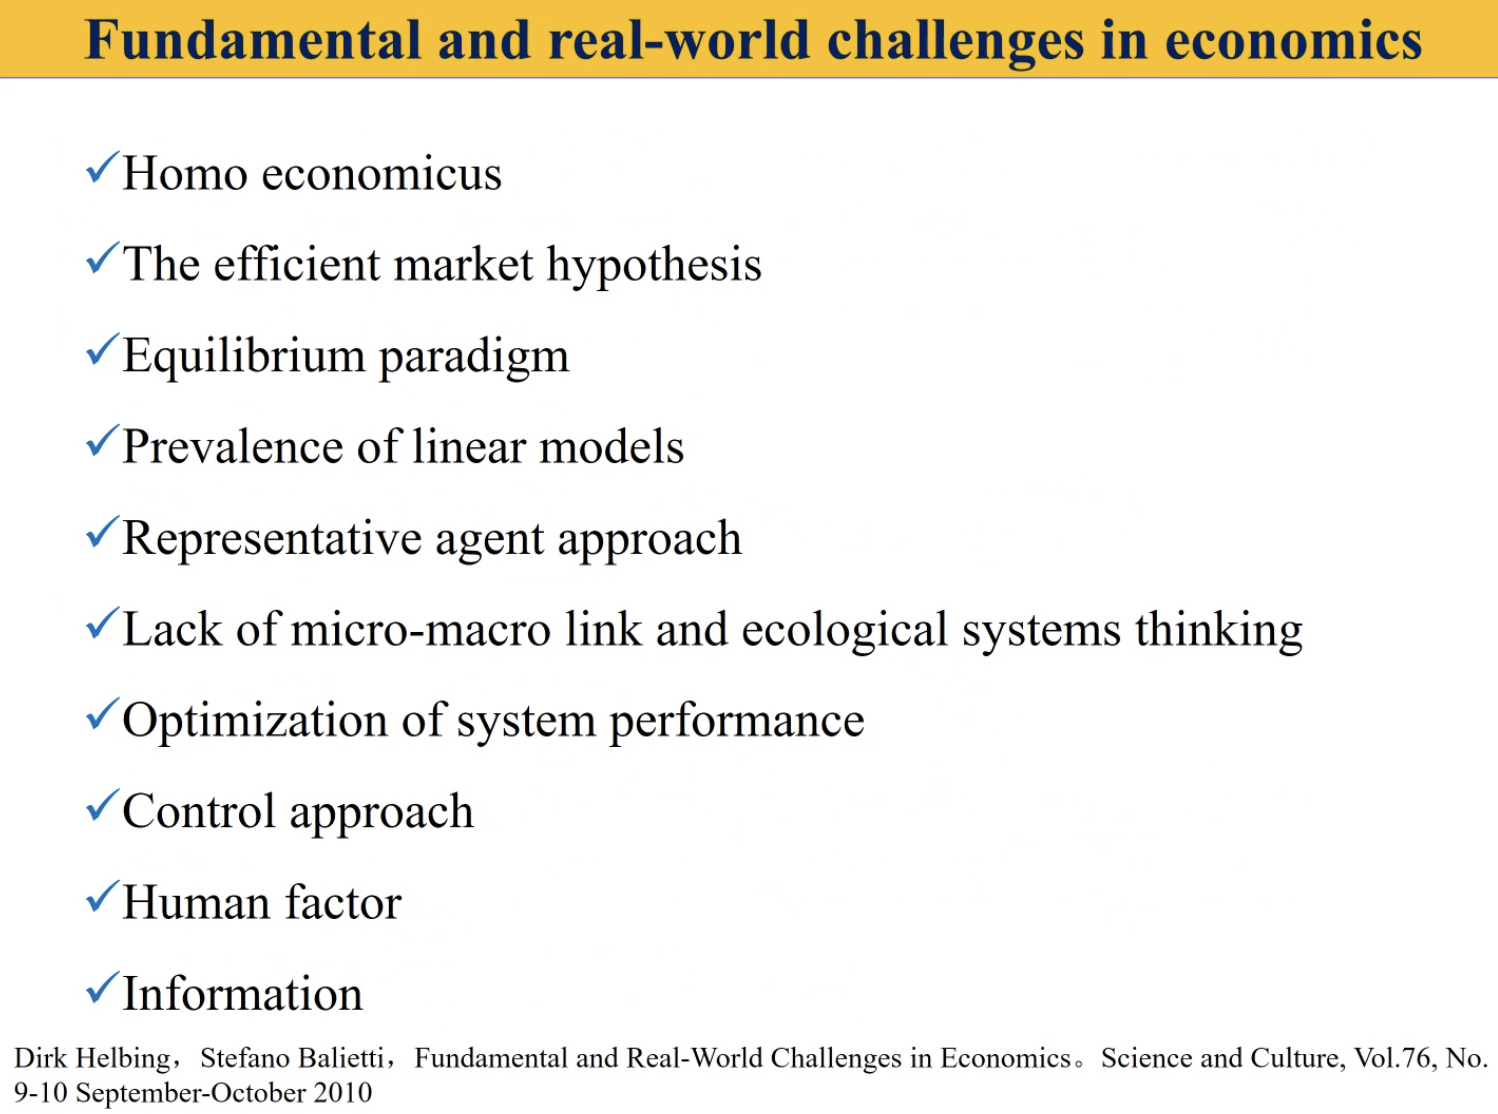 Fundamental and real-world challenges in economics
✓Homo economicus
✓The efficient market hypothesis
✓Equilibrium paradigm
✓Prevalence of linear models
✓Representative agent approach
✓Lack of micro-macro link and ecological systems thinking
✓Optimization of system performance
✓Control approach
✓Human factor
✓Information
Dirk Helbing，Stefano Balietti，Fundamental and Real-World Challenges in Economics。Science and Culture, Vol.76, No.
9-10 September-October 2010